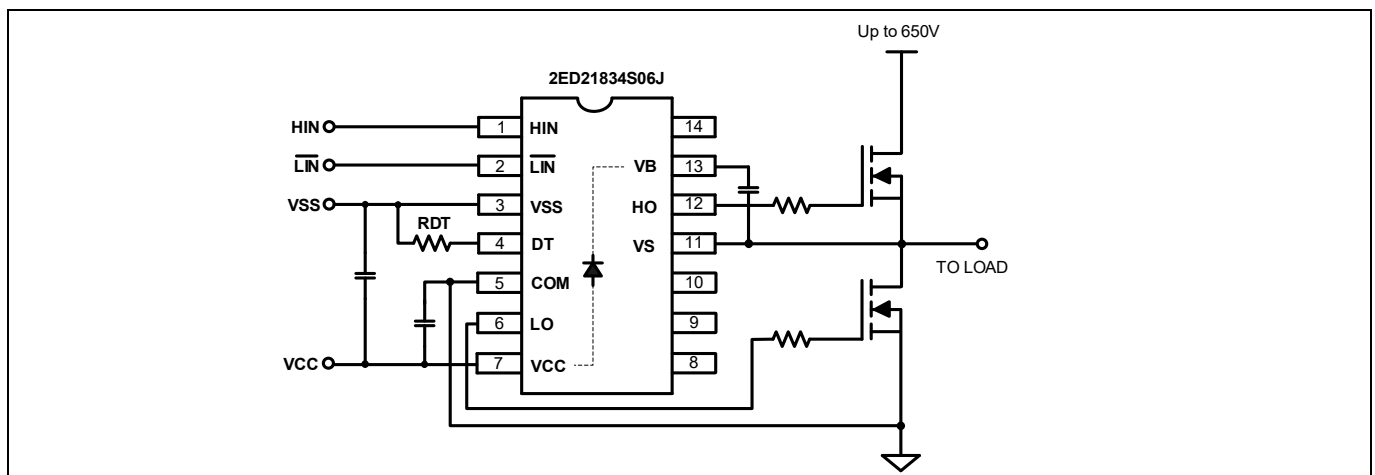 Up to 650V
2ED21834S06J
HIN
1
HIN
14
LIN
2
LIN
VB
13
VSS
3
VSS
HO
12
RDT
4
DT
VS
11
TO LOAD
5
COM
10
6
LO
9
VCC
7
VCC
8